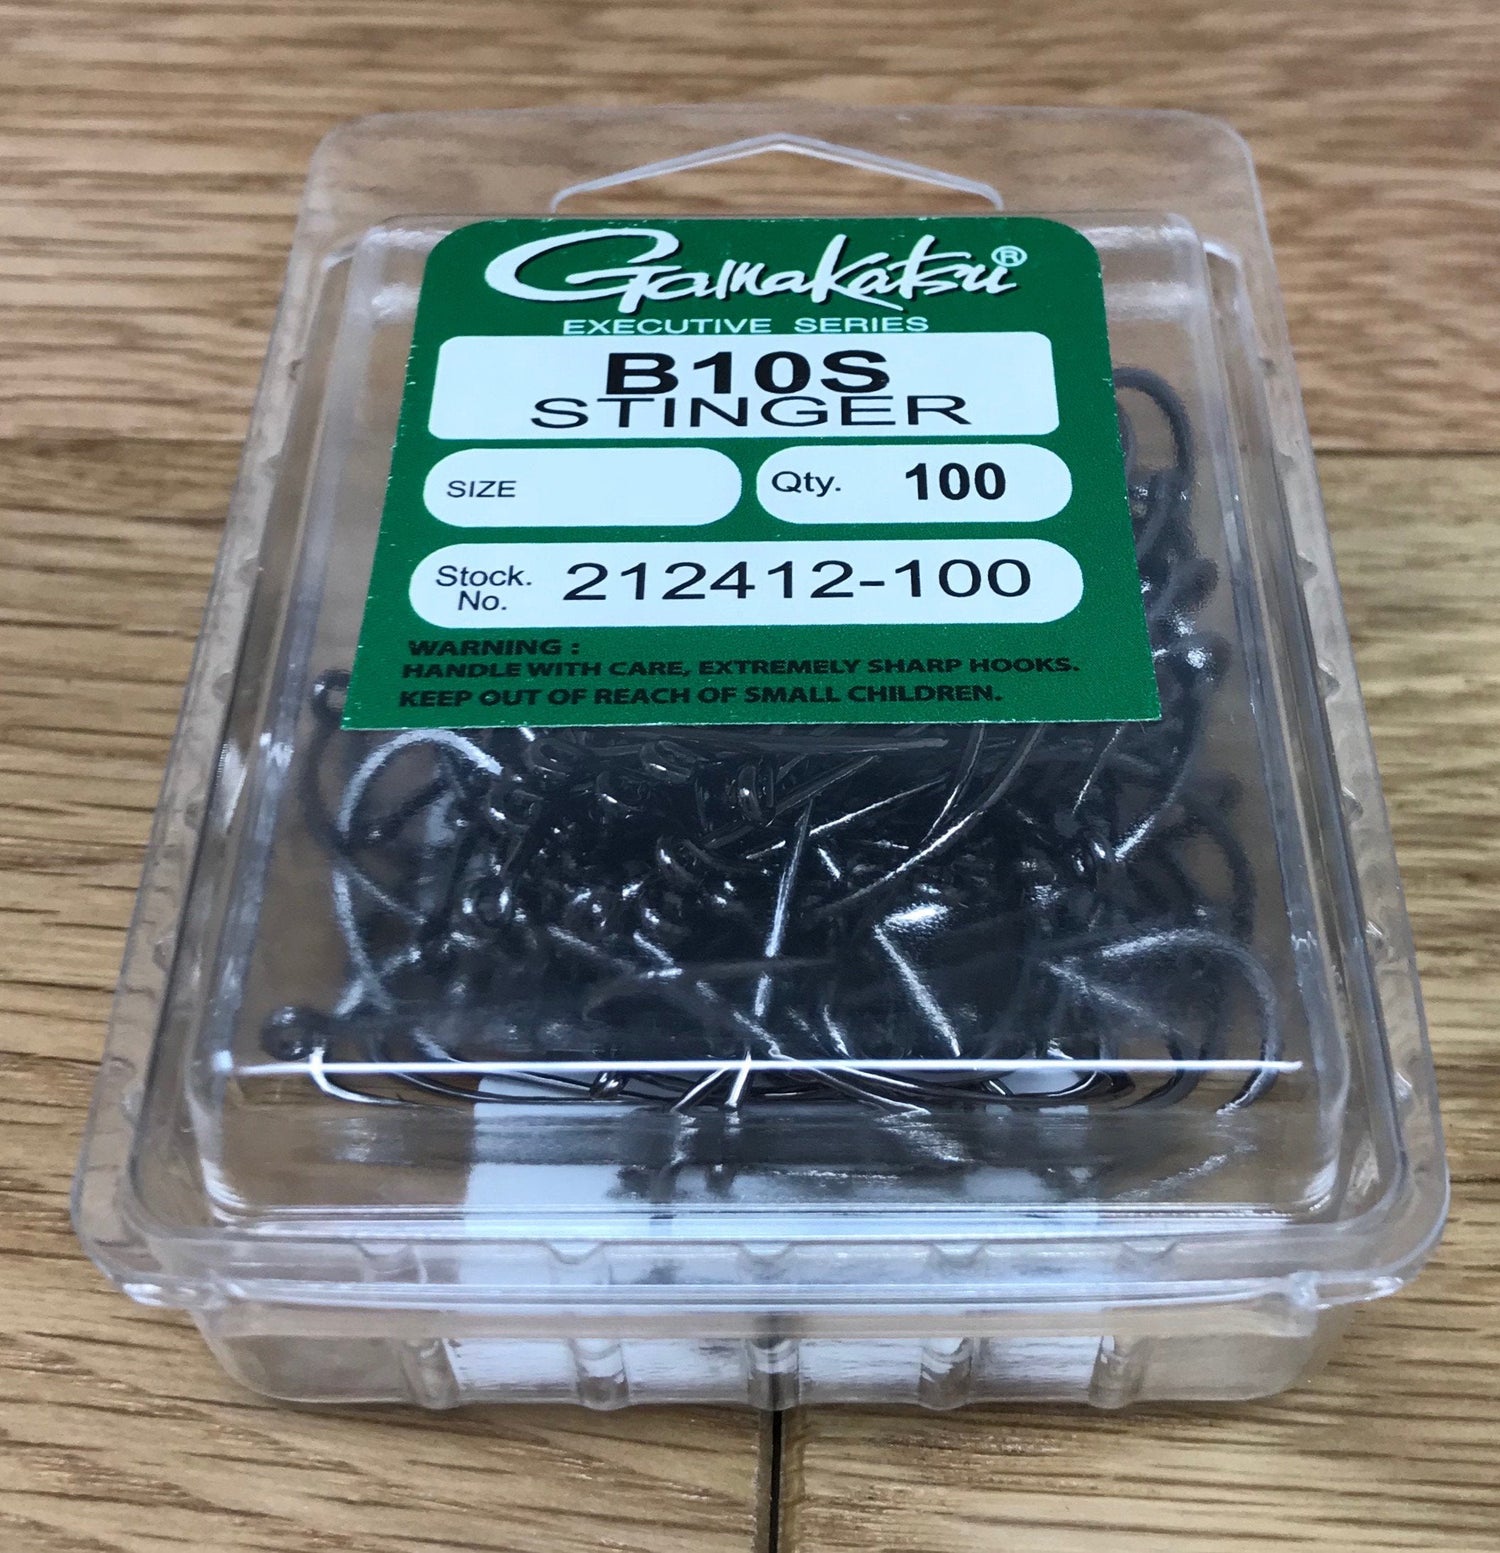 Gamakatsu®
EXECUTIVE SERIES
B10S
STINGER
SIZE
Qty. 100
Stock. No. 212412-100
WARNING :
HANDLE WITH CARE, EXTREMELY SHARP HOOKS.
KEEP OUT OF REACH OF SMALL CHILDREN.